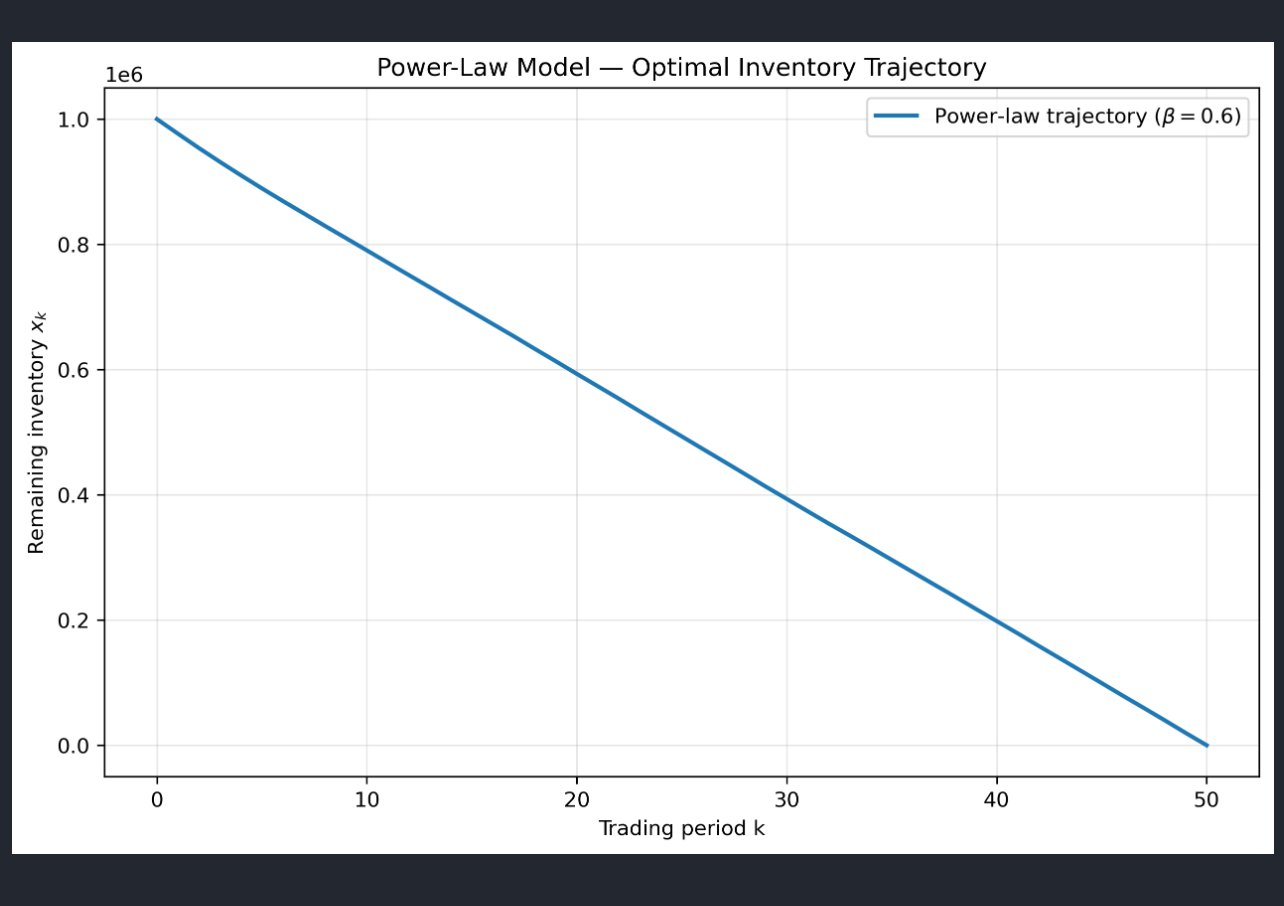 Power-Law Model — Optimal Inventory Trajectory
1e6
Power-law trajectory (β = 0.6)
1.0
0.8
0.6
0.4
0.2
0.0
Remaining inventory xₖ
0 10 20 30 40 50
Trading period k